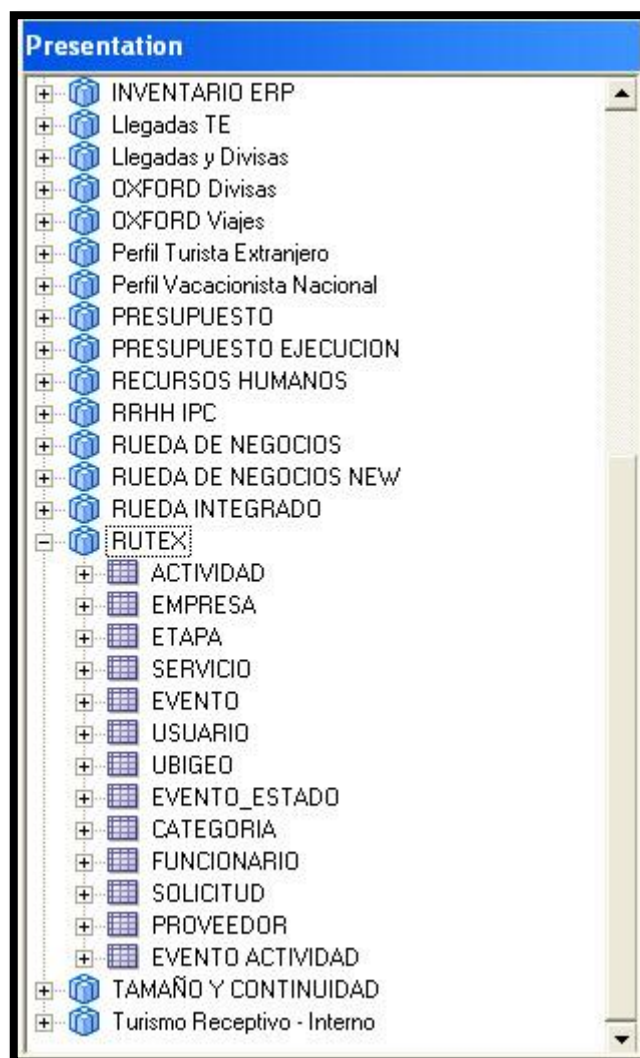 Presentation
INVENTARIO ERP
Llegadas TE
Llegadas y Divisas
OXFORD Divisas
OXFORD Viajes
Perfil Turista Extranjero
Perfil Vacacionista Nacional
PRESUPUESTO
PRESUPUESTO EJECUCION
RECURSOS HUMANOS
RRHH IPC
RUEDA DE NEGOCIOS
RUEDA DE NEGOCIOS NEW
RUEDA INTEGRADO
RUTEX
ACTIVIDAD
EMPRESA
ETAPA
SERVICIO
EVENTO
USUARIO
UBIGEO
EVENTO_ESTADO
CATEGORIA
FUNCIONARIO
SOLICITUD
PROVEEDOR
EVENTO ACTIVIDAD
TAMAÑO Y CONTINUIDAD
Turismo Receptivo - Interno